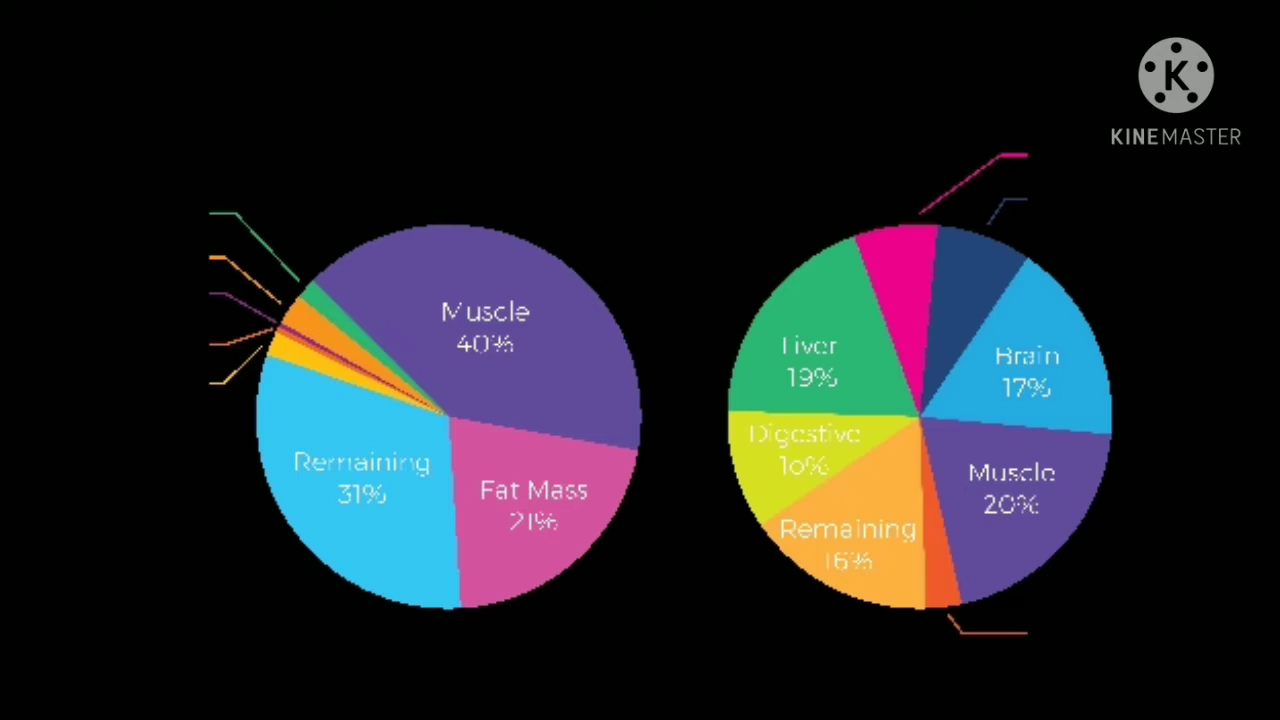 K
KINEMASTER
Muscle
40%
Remaining
31%
Fat Mass
21%
Liver
19%
Brain
17%
Digestive
10%
Muscle
20%
Remaining
16%